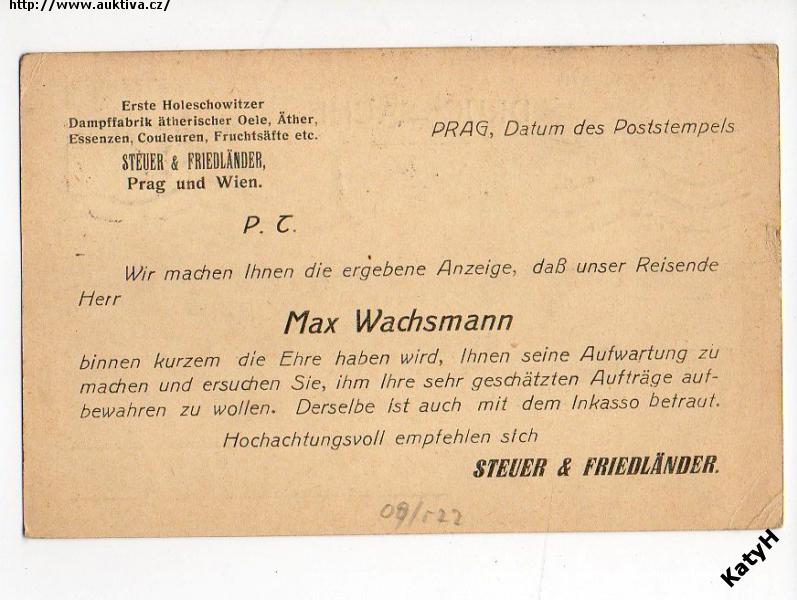 http://www.auktiva.cz/
Erste Holeschowitzer
Dampffabrik ätherischer Oele, Äther,
Essenzen, Couleuren, Fruchtsäfte etc.
STEUER & FRIEDLÄNDER,
Prag und Wien.
PRAG, Datum des Poststempels
P. T.
Wir machen Ihnen die ergebene Anzeige, daß unser Reisende
Herr
Max Wachsmann
binnen kurzem die Ehre haben wird, Ihnen seine Aufwartung zu
machen und ersuchen Sie, ihm Ihre sehr geschätzten Aufträge auf-
bewahren zu wollen. Derselbe ist auch mit dem Inkasso betraut.
Hochachtungsvoll empfehlen sich
STEUER & FRIEDLÄNDER.
KatyH